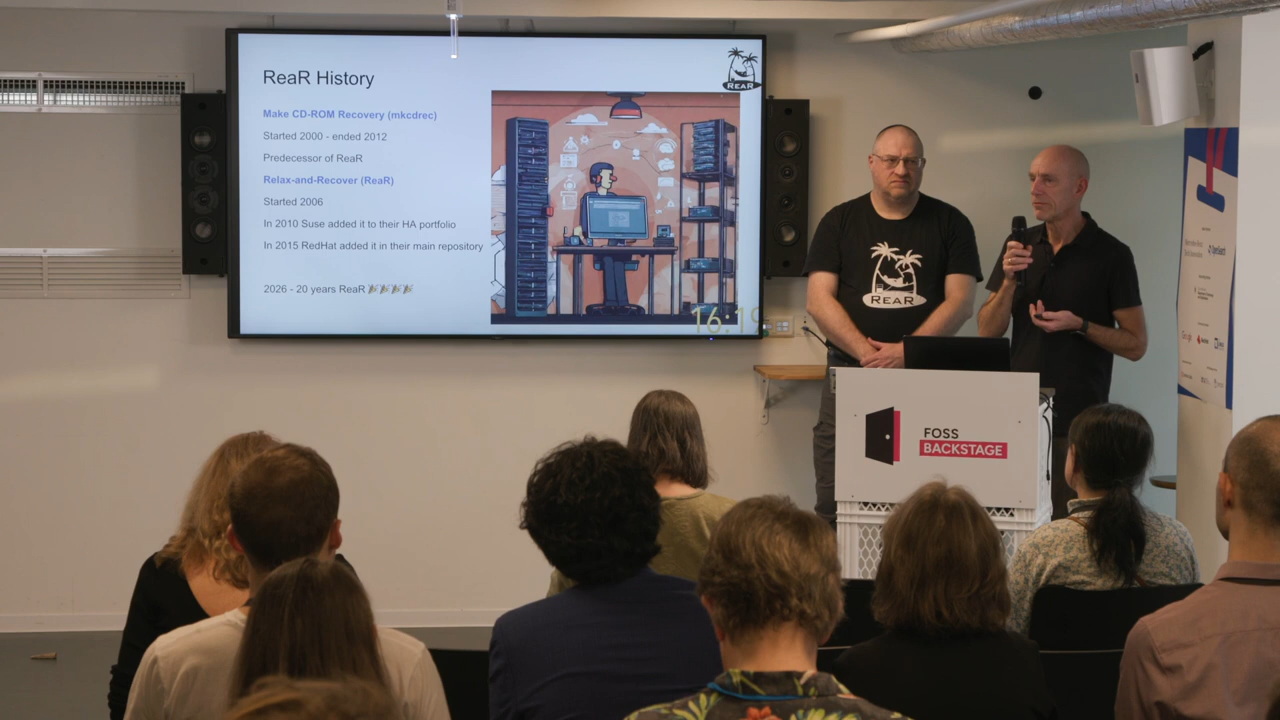 ReaR History
Make CD-ROM Recovery (mkcdrec)
Started 2000 - ended 2012
Predecessor of ReaR
Relax-and-Recover (ReaR)
Started 2006
In 2010 Suse added it to their HA portfolio
In 2015 RedHat added it in their main repository
2026 - 20 years ReaR 🎉🎉🎉🎉
REAR
16:19
REAR
FOSS
BACKSTAGE